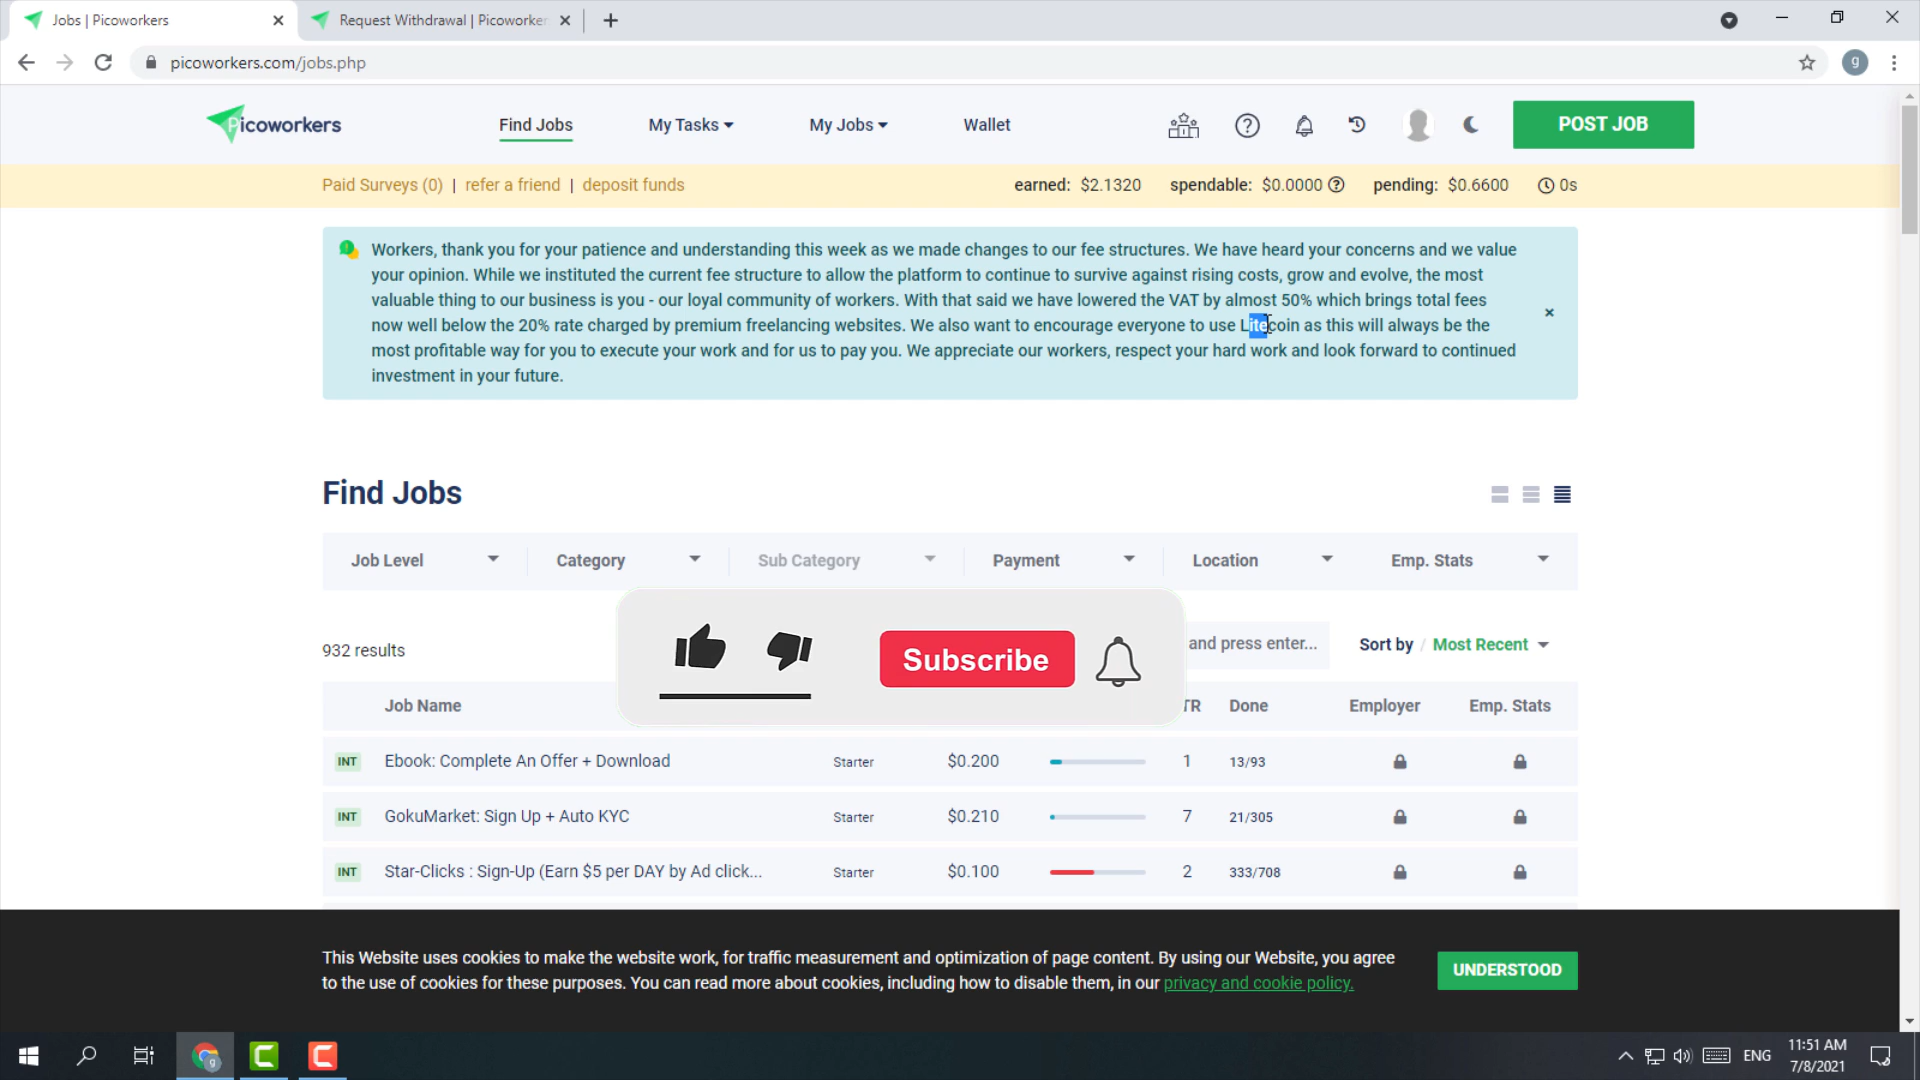 Jobs | Picoworkers
Request Withdrawal | Picoworker
picoworkers.com/jobs.php
g
Picoworkers
Find Jobs
My Tasks
My Jobs
Wallet
POST JOB
Paid Surveys (0) | refer a friend | deposit funds
earned: $2.1320
spendable: $0.0000
pending: $0.6600
0s
Workers, thank you for your patience and understanding this week as we made changes to our fee structures. We have heard your concerns and we value
your opinion. While we instituted the current fee structure to allow the platform to continue to survive against rising costs, grow and evolve, the most
valuable thing to our business is you - our loyal community of workers. With that said we have lowered the VAT by almost 50% which brings total fees
now well below the 20% rate charged by premium freelancing websites. We also want to encourage everyone to use Litecoin as this will always be the
most profitable way for you to execute your work and for us to pay you. We appreciate our workers, respect your hard work and look forward to continued
investment in your future.
Find Jobs
Job Level
Category
Sub Category
Payment
Location
Emp. Stats
932 results
and press enter...
Sort by / Most Recent
Subscribe
Job Name
TR
Done
Employer
Emp. Stats
INT Ebook: Complete An Offer + Download Starter $0.200 1 13/93
INT GokuMarket: Sign Up + Auto KYC Starter $0.210 7 21/305
INT Star-Clicks : Sign-Up (Earn $5 per DAY by Ad click... Starter $0.100 2 333/708
This Website uses cookies to make the website work, for traffic measurement and optimization of page content. By using our Website, you agree
to the use of cookies for these purposes. You can read more about cookies, including how to disable them, in our privacy and cookie policy.
UNDERSTOOD
ENG
11:51 AM
7/8/2021